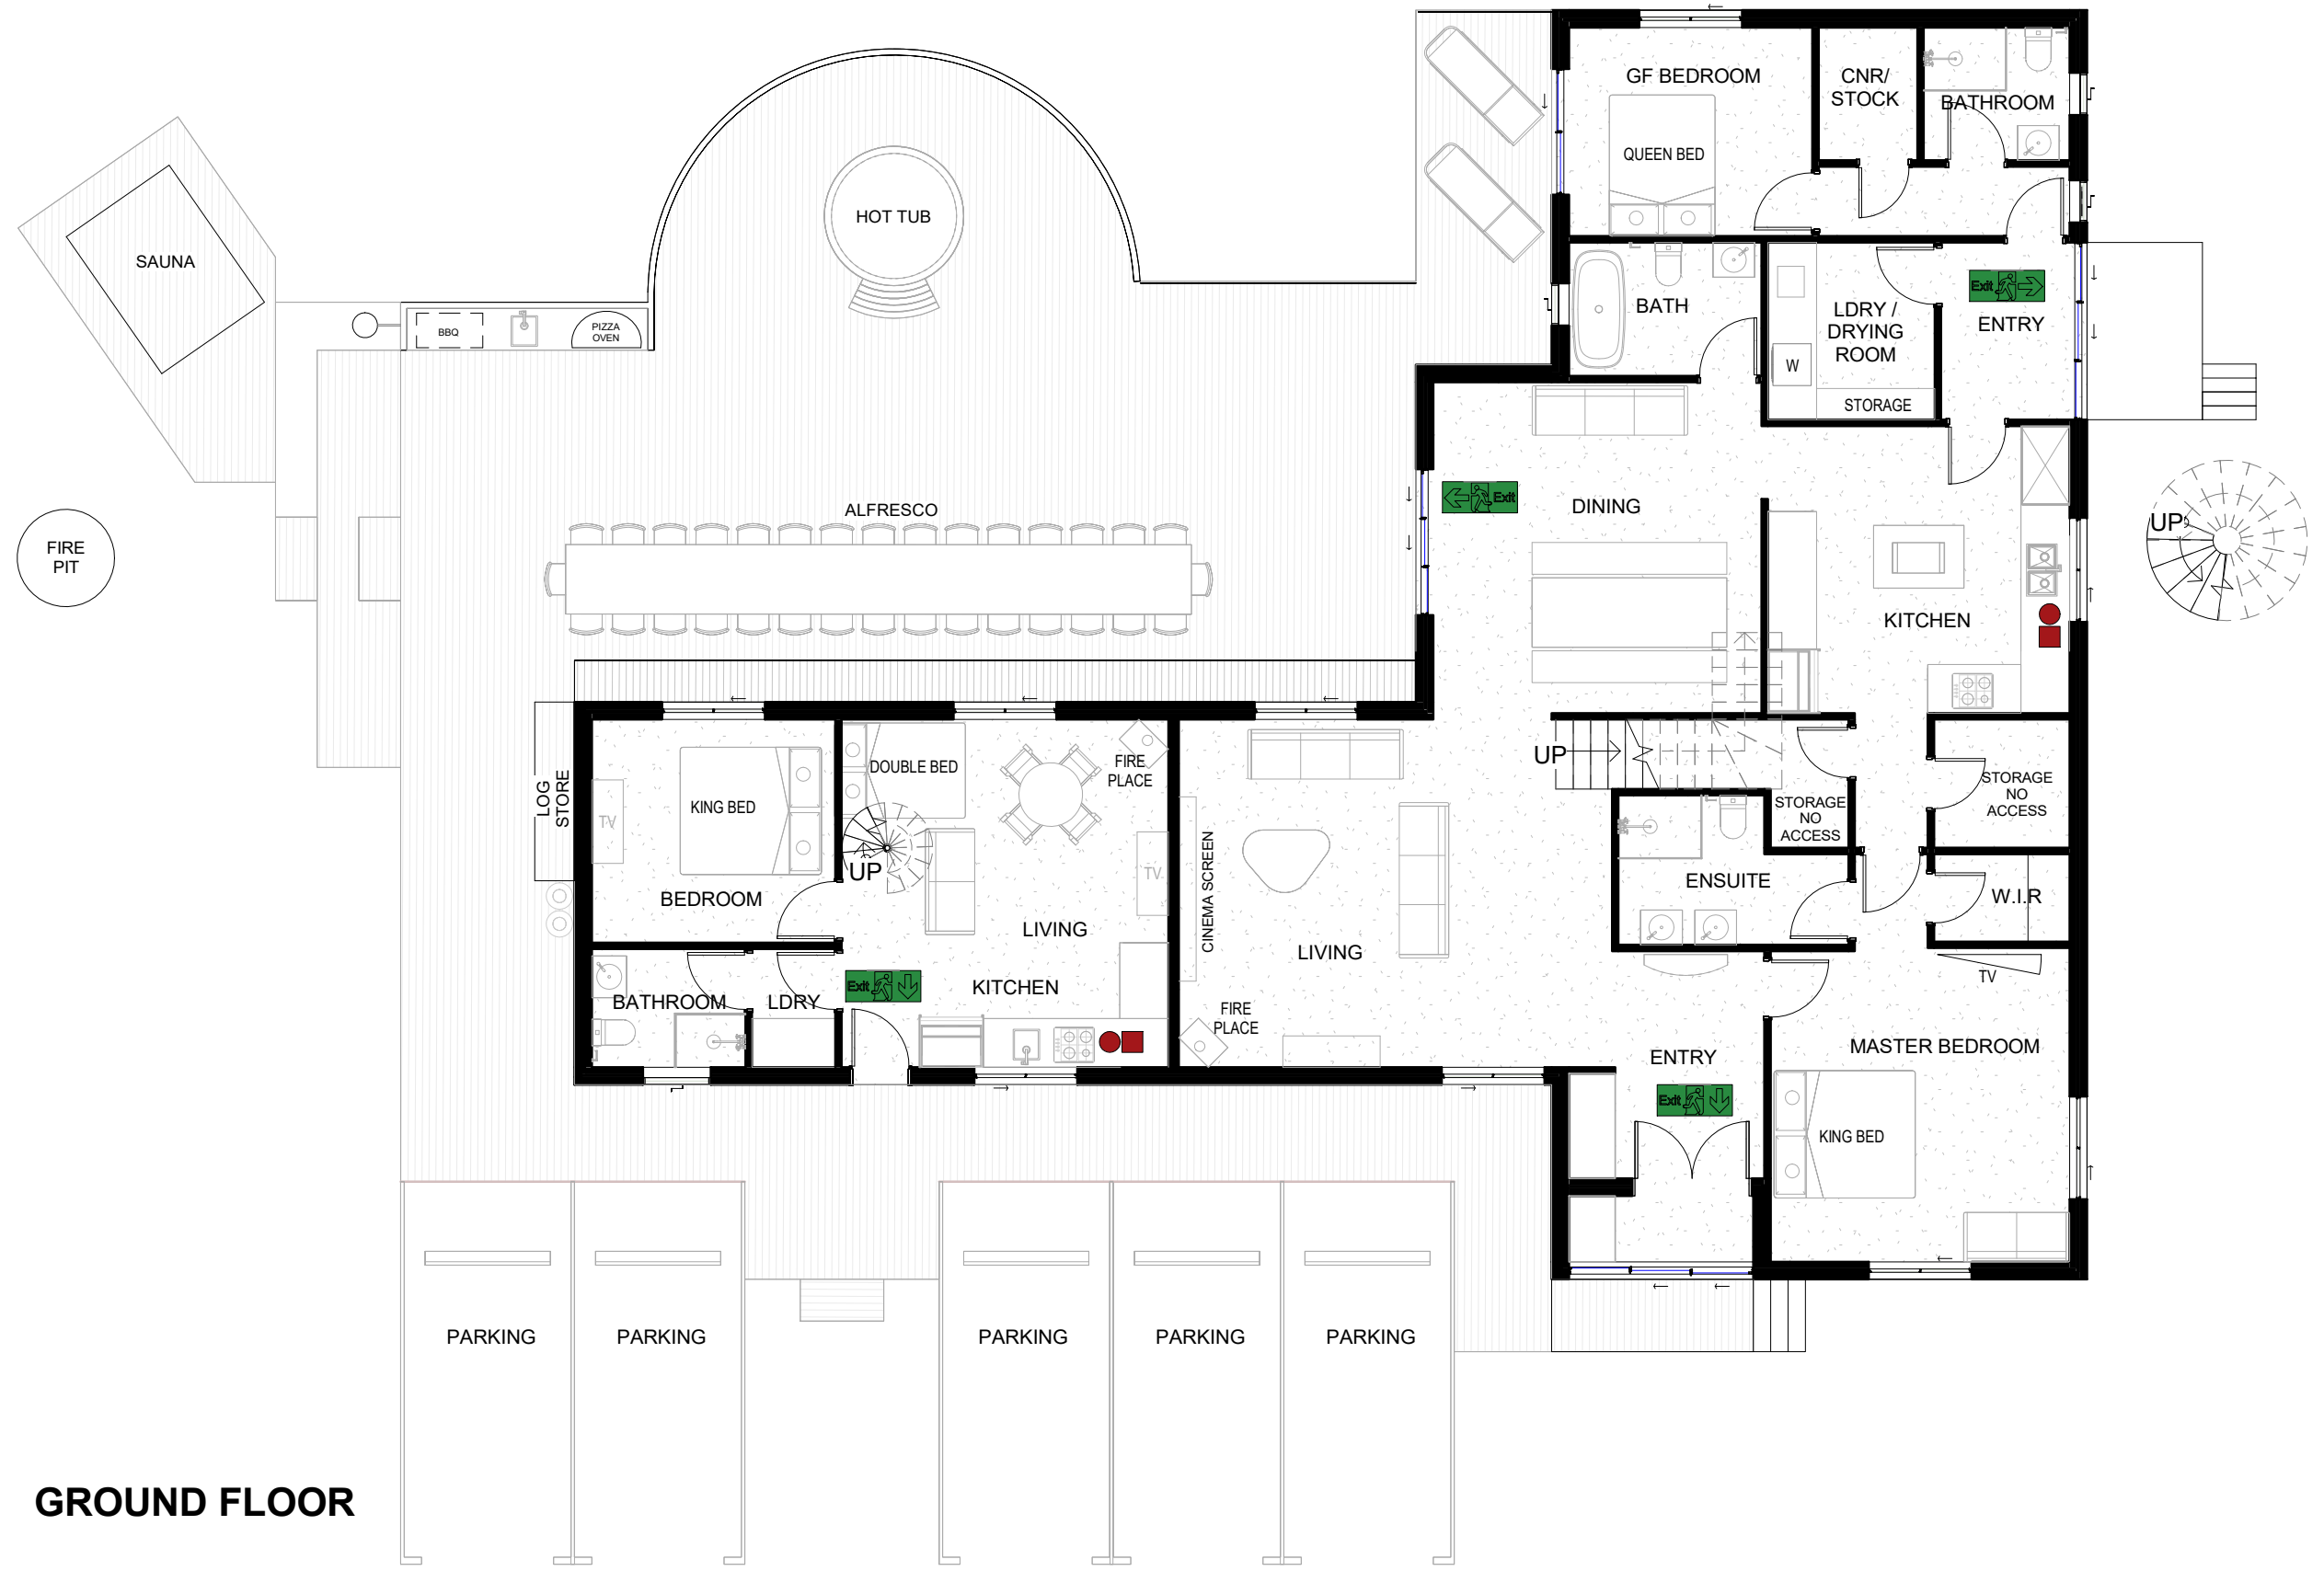 GF BEDROOM
CNR/
STOCK
BATHROOM
QUEEN BED
HOT TUB
SAUNA
BBQ
PIZZA
OVEN
BATH
LDRY /
DRYING
ROOM
W
STORAGE
Exit
ENTRY
ALFRESCO
Exit
DINING
FIRE
PIT
UP
KITCHEN
LOG
STORE
TV
KING BED
BEDROOM
DOUBLE BED
UP
FIRE
PLACE
TV
LIVING
CINEMA SCREEN
LIVING
UP
STORAGE
NO
ACCESS
STORAGE
NO
ACCESS
ENSUITE
W.I.R
BATHROOM
LDRY
Exit
KITCHEN
FIRE
PLACE
ENTRY
Exit
TV
MASTER BEDROOM
KING BED
PARKING
PARKING
PARKING
PARKING
PARKING
GROUND FLOOR